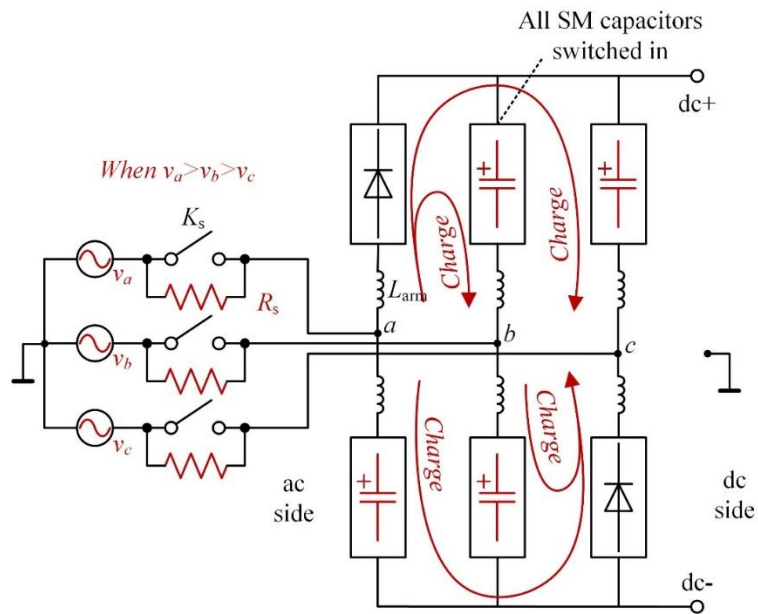 All SM capacitors
switched in
dc+
When va>vb>vc
+
+
Ks
Charge
Charge
va
Larm
Rs
a
b
vb
c
vc
Charge
Charge
ac
side
+
+
dc
side
dc-